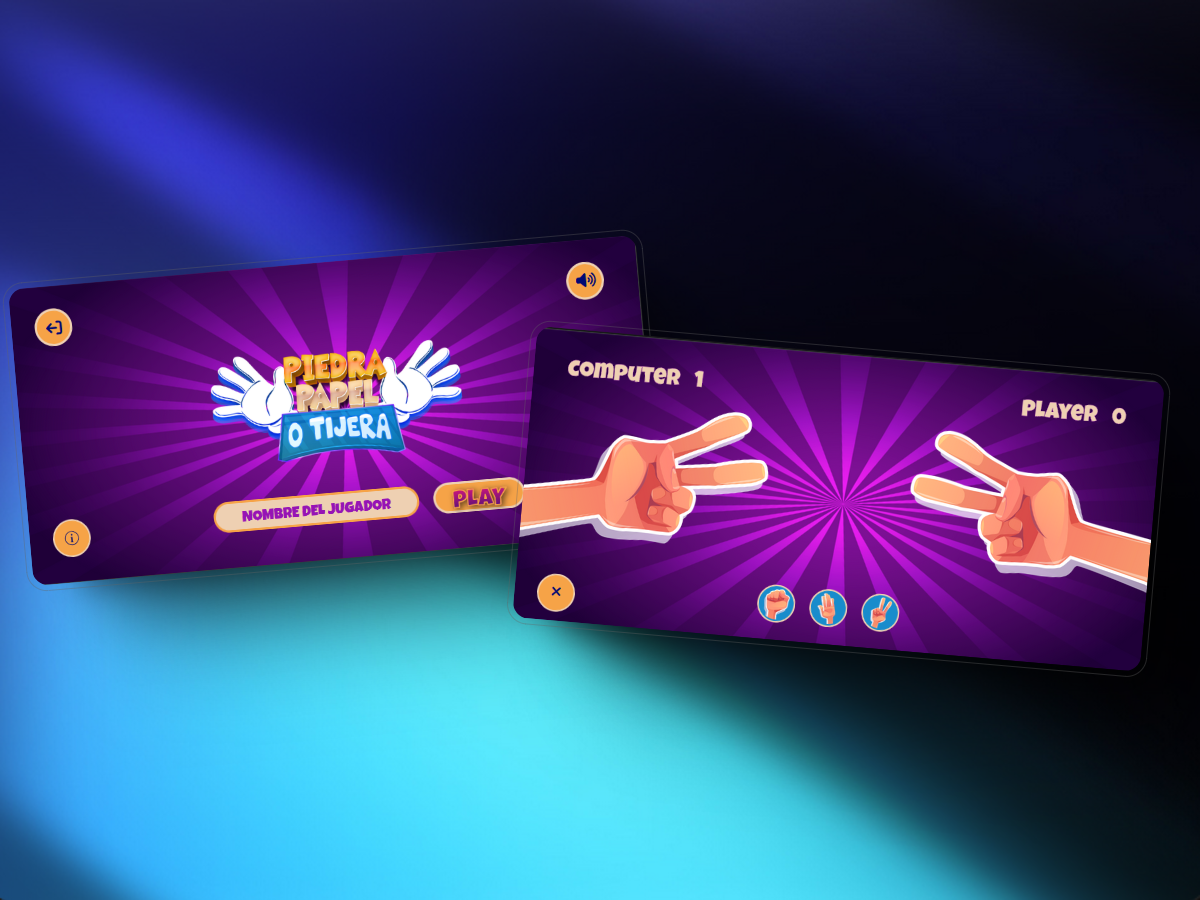 PIEDRA
PAPEL
O TIJERA
NOMBRE DEL JUGADOR
PLAY
COMPUTER 1
PLAYER 0